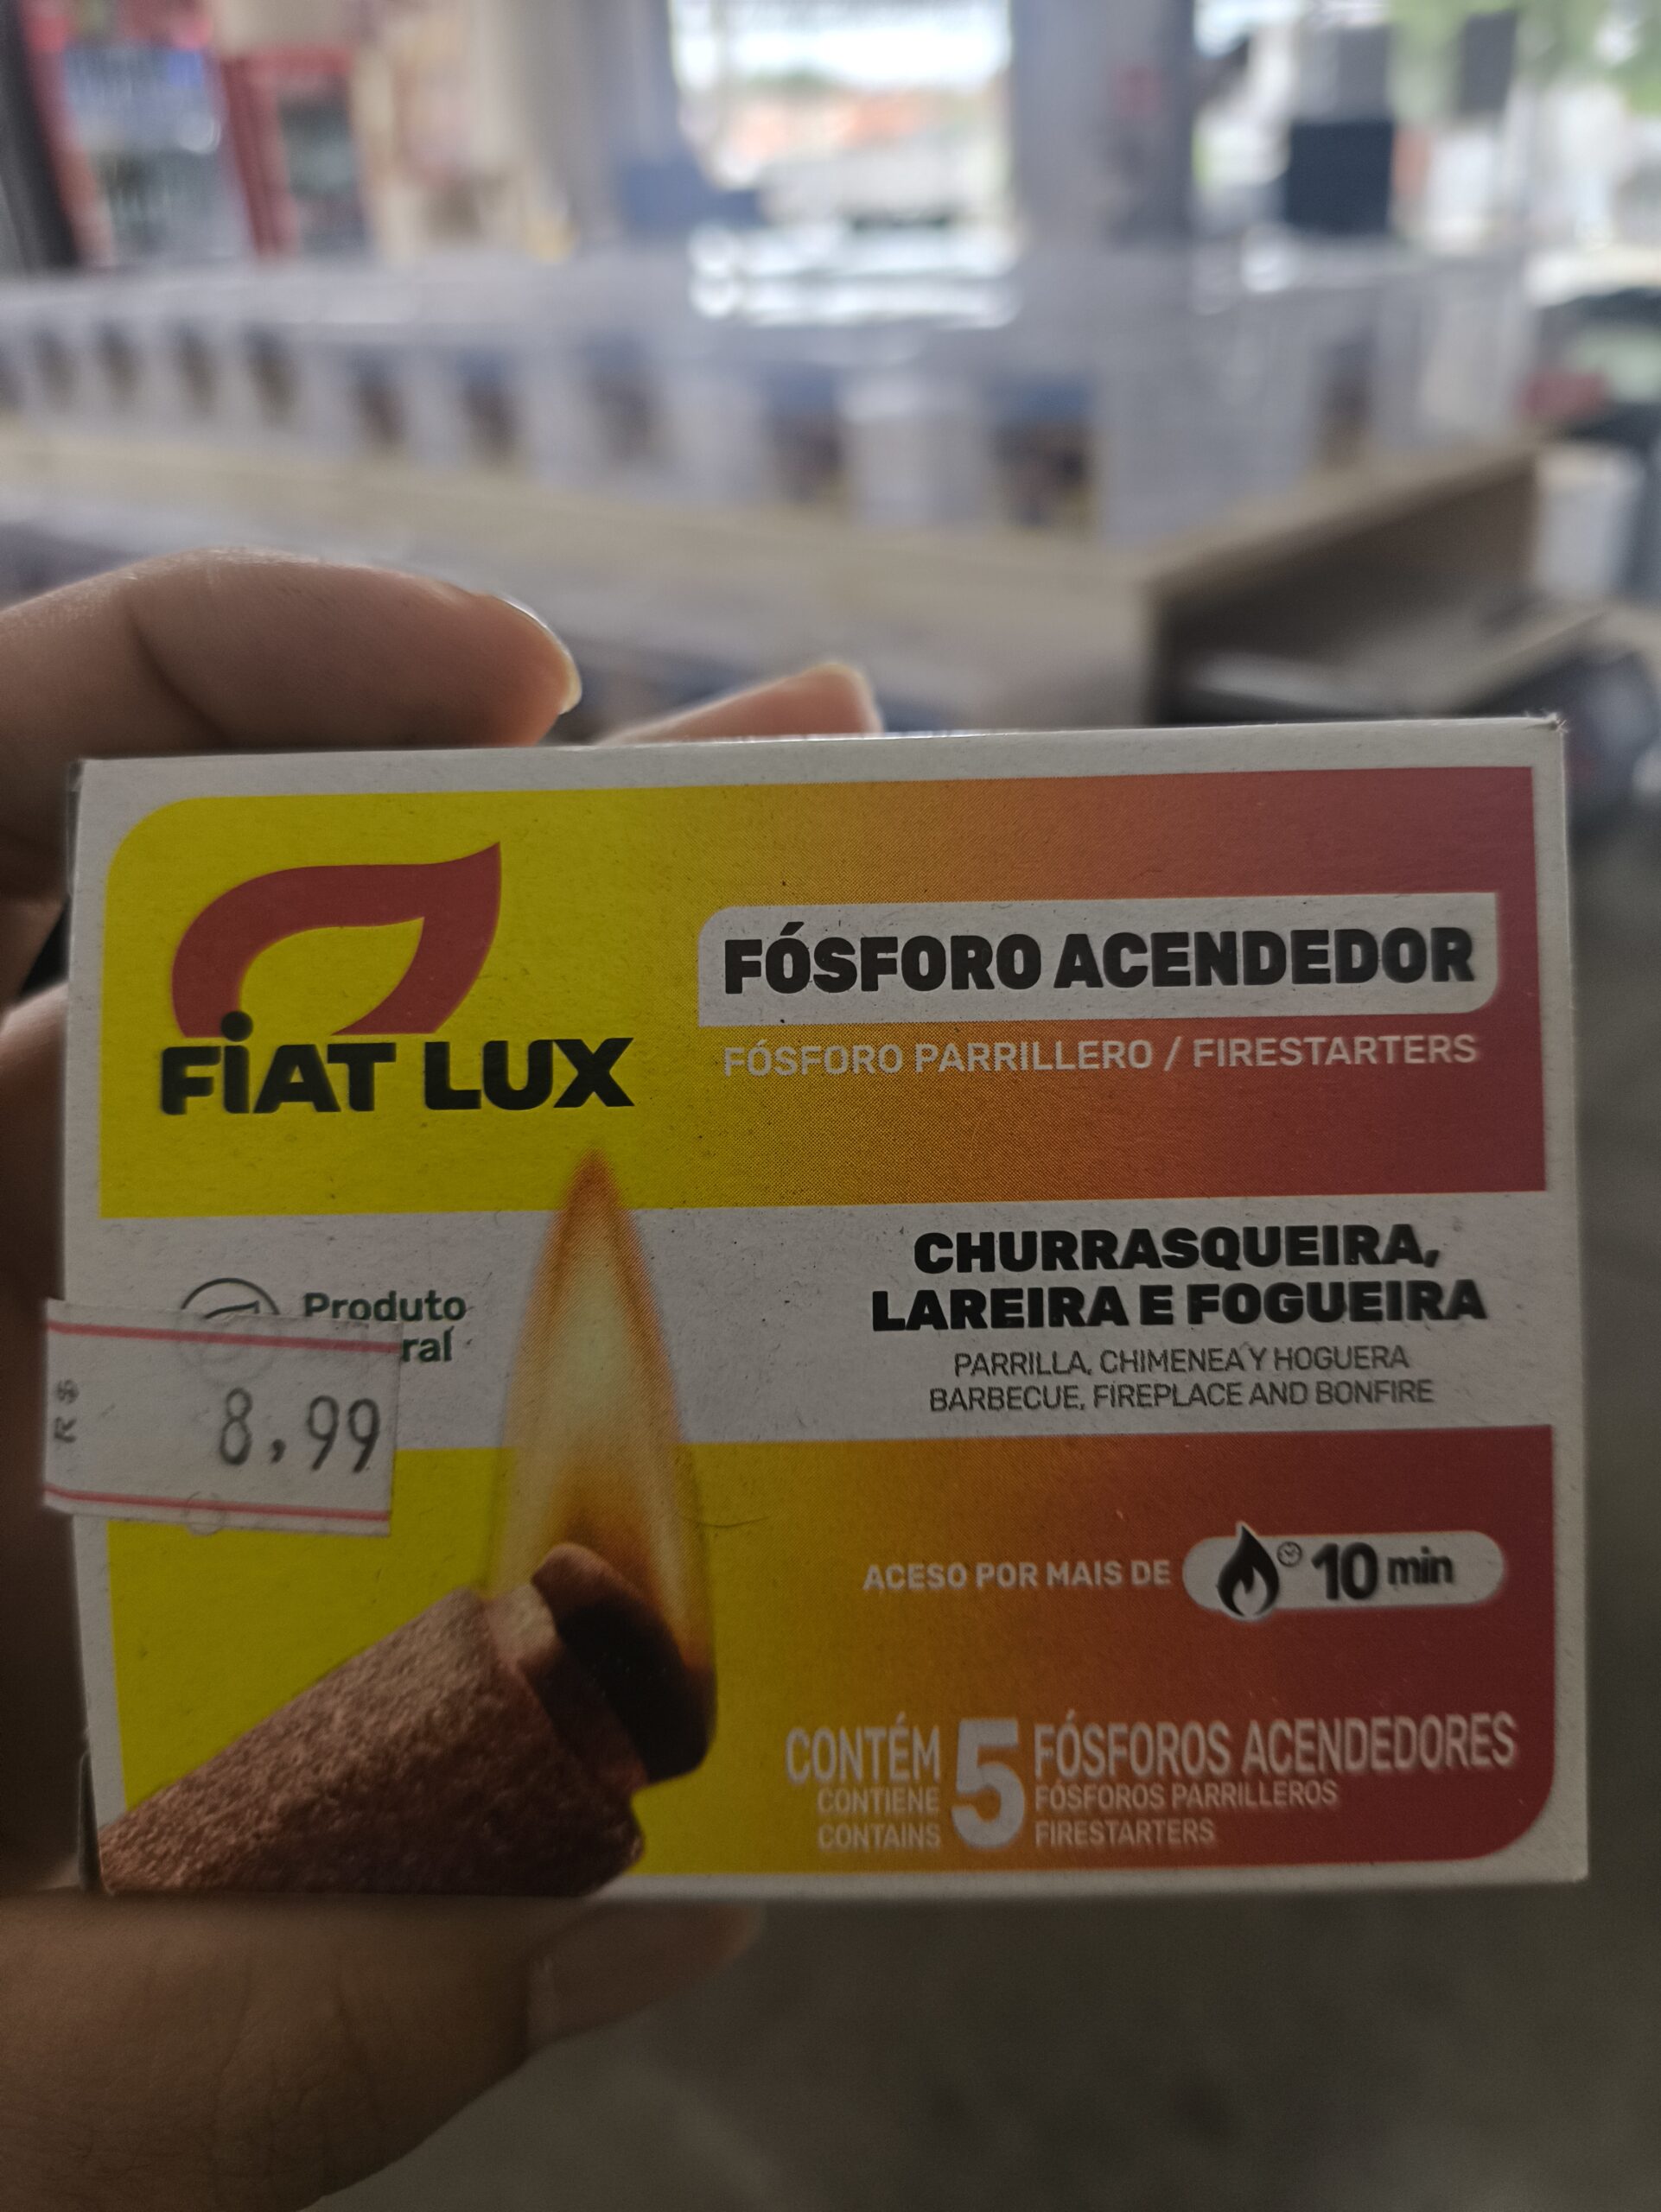 FIAT LUX
FÓSFORO ACENDEDOR
FÓSFORO PARRILLERO / FIRESTARTERS
Produto
ral
R$ 8,99
CHURRASQUEIRA,
LAREIRA E FOGUEIRA
PARRILLA, CHIMENEA Y HOGUERA
BARBECUE, FIREPLACE AND BONFIRE
ACESO POR MAIS DE 10 min
CONTÉM 5 FÓSFOROS ACENDEDORES
CONTIENE FÓSFOROS PARRILLEROS
CONTAINS FIRESTARTERS